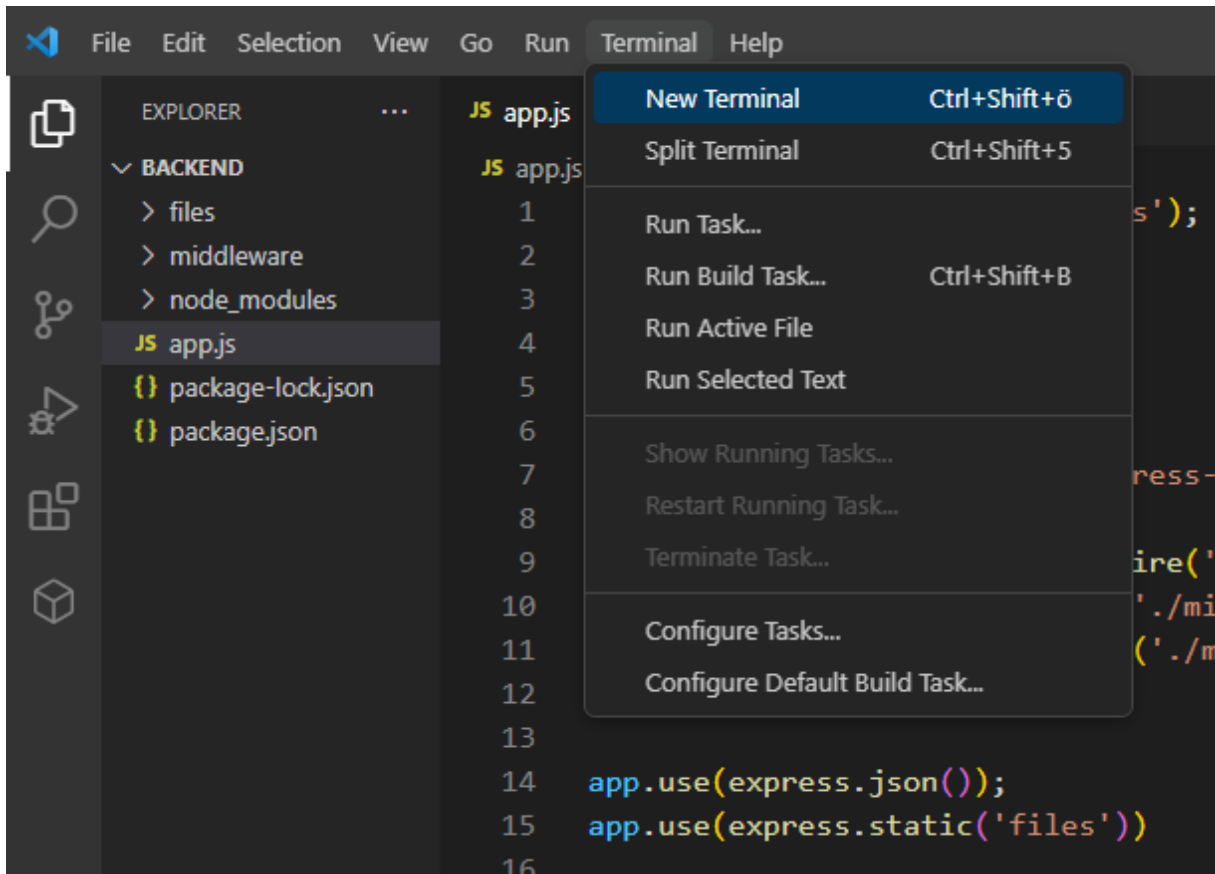 File Edit Selection View Go Run Terminal Help
EXPLORER ...
BACKEND
files
middleware
node_modules
JS app.js
{} package-lock.json
{} package.json
JS app.js
JS app.js
New Terminal Ctrl+Shift+ö
Split Terminal Ctrl+Shift+5
Run Task...
Run Build Task... Ctrl+Shift+B
Run Active File
Run Selected Text
Show Running Tasks...
Restart Running Task...
Terminate Task...
Configure Tasks...
Configure Default Build Task...
1 s');
2
3
4
5
6
7 ress-
8
9 ire('
10 './mi
11 ('./m
12
13
14 app.use(express.json());
15 app.use(express.static('files'))
16